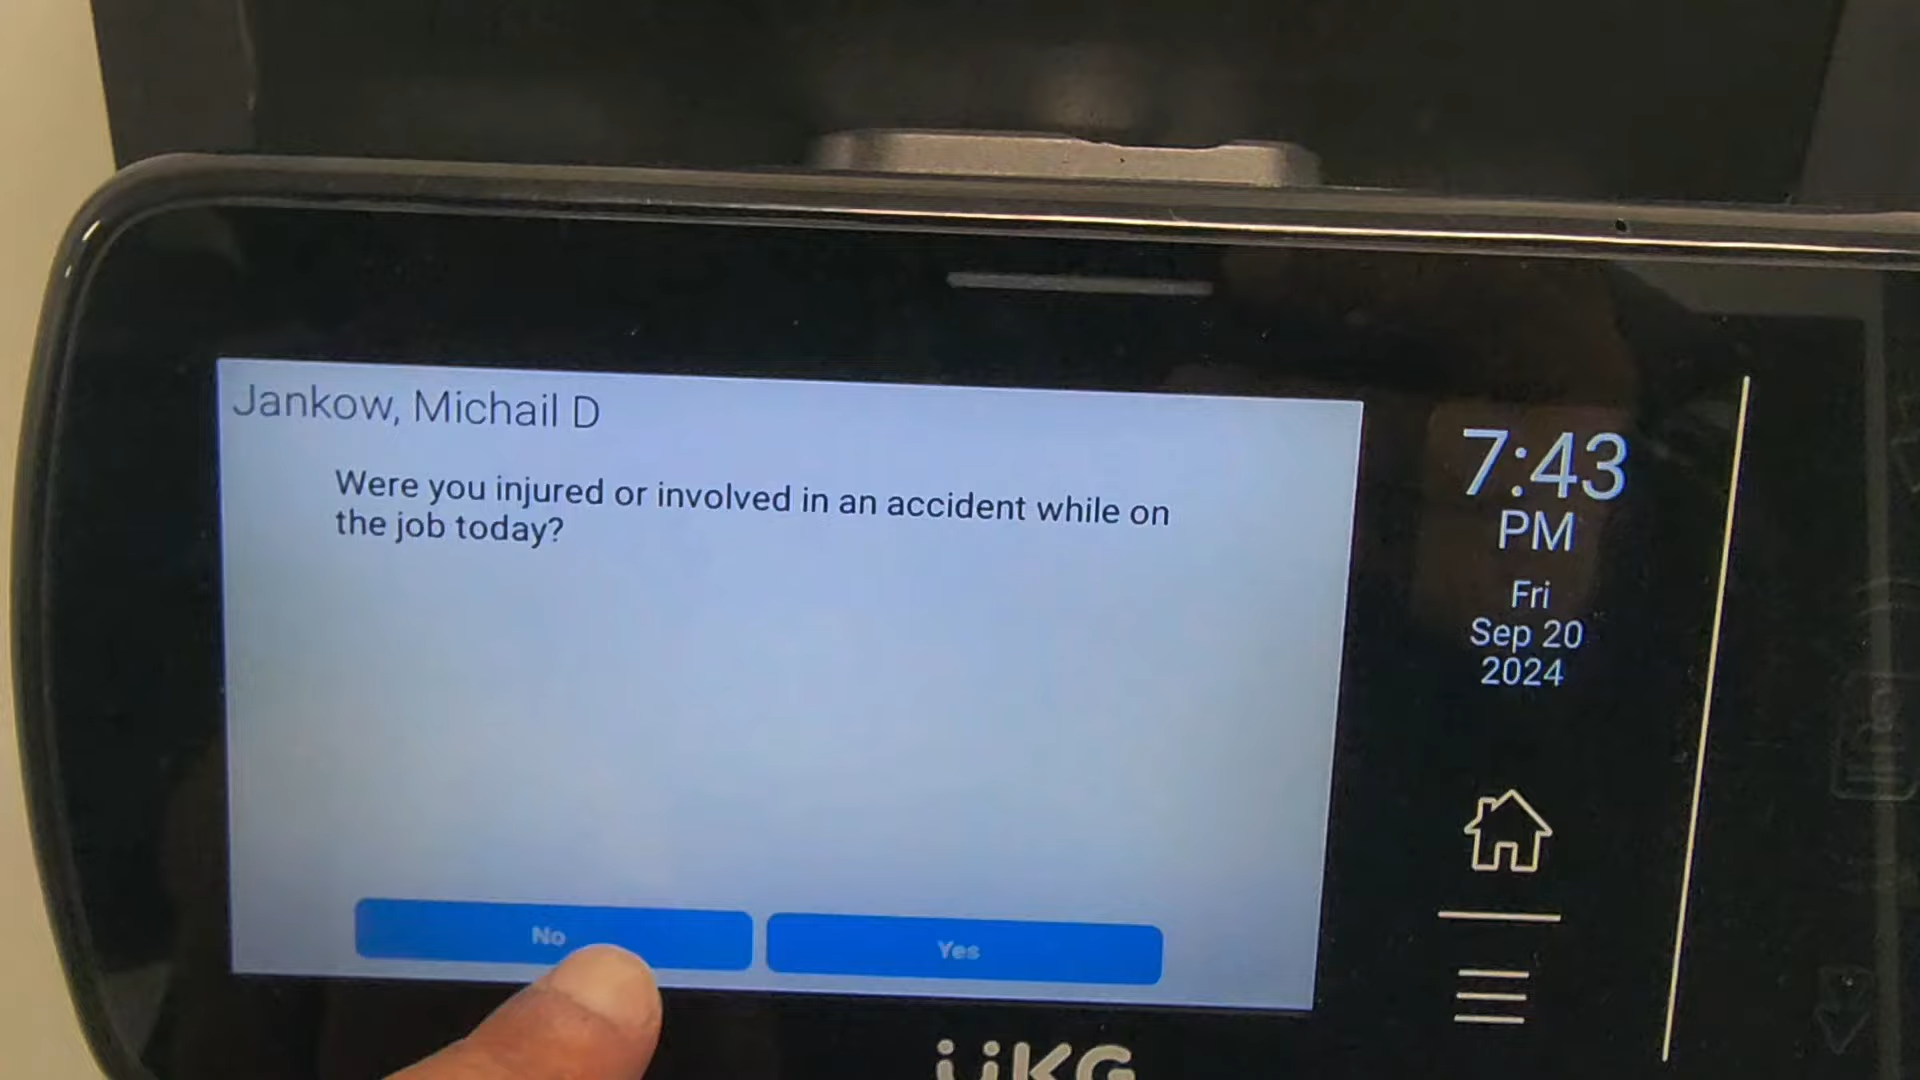 Jankow, Michail D
Were you injured or involved in an accident while on
the job today?
No
Yes
7:43
PM
Fri
Sep 20
2024
UKG